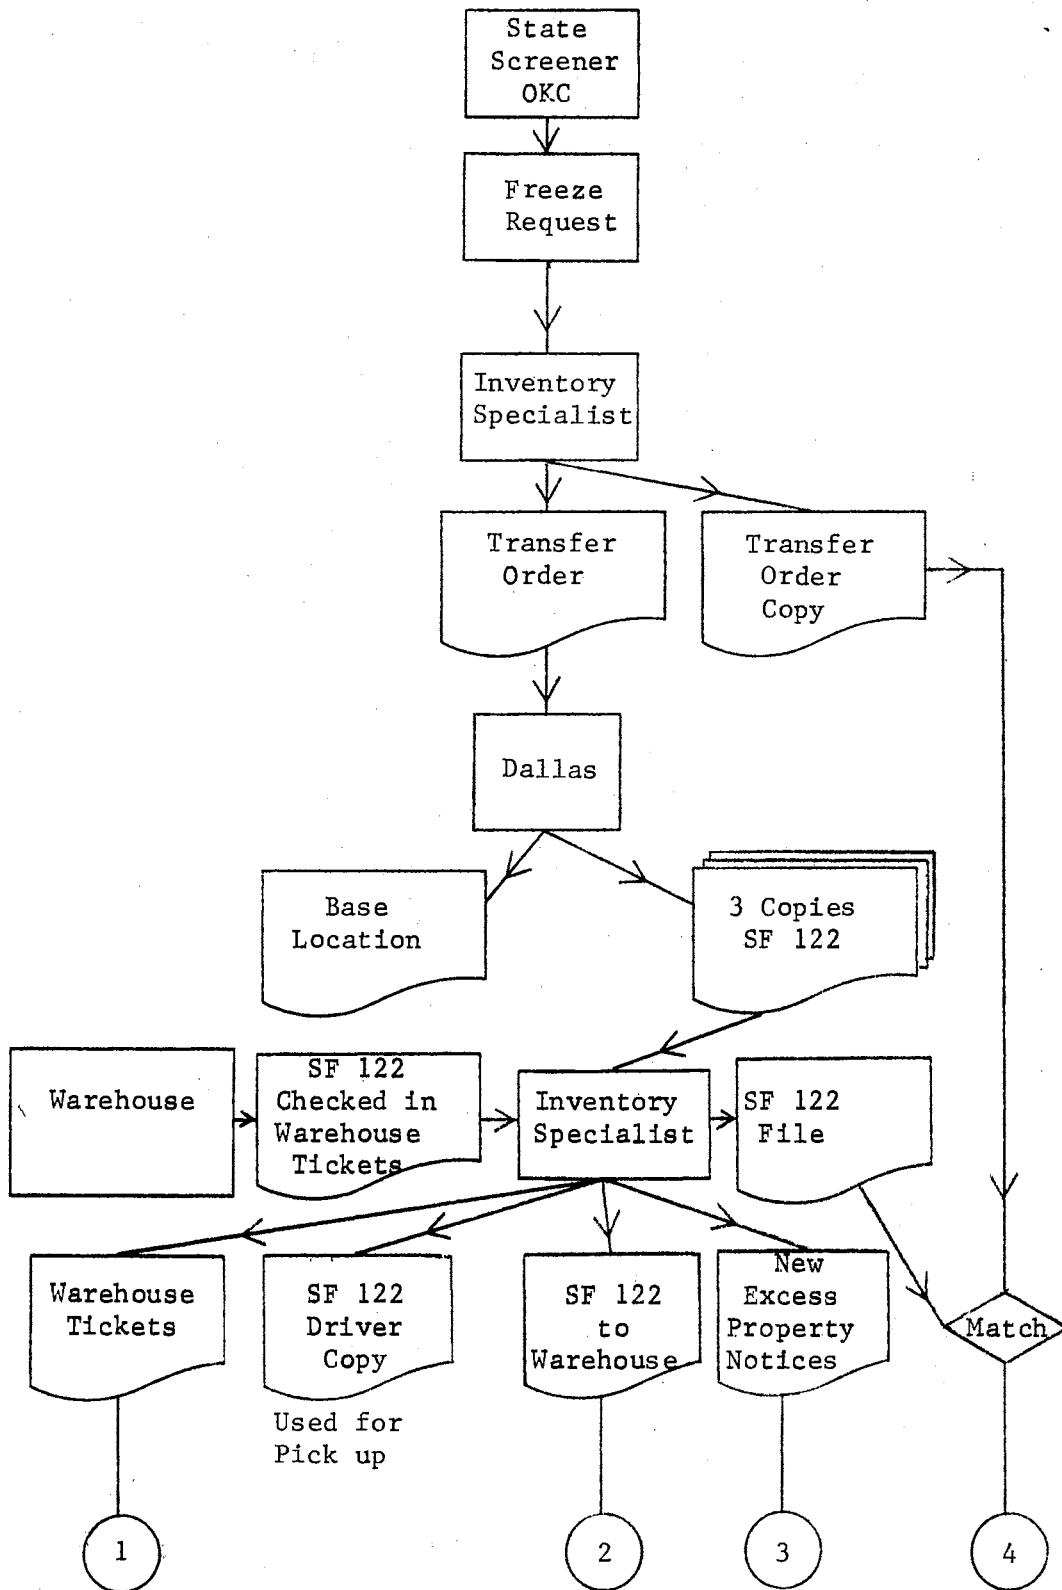 State
Screener
OKC
Freeze
Request
Inventory
Specialist
Transfer
Order
Transfer
Order
Copy
Dallas
Base
Location
3 Copies
SF 122
Warehouse
SF 122
Checked in
Warehouse
Tickets
Inventory
Specialist
SF 122
File
Warehouse
Tickets
SF 122
Driver
Copy
Used for
Pick up
SF 122
to
Warehouse
New
Excess
Property
Notices
Match
1
2
3
4